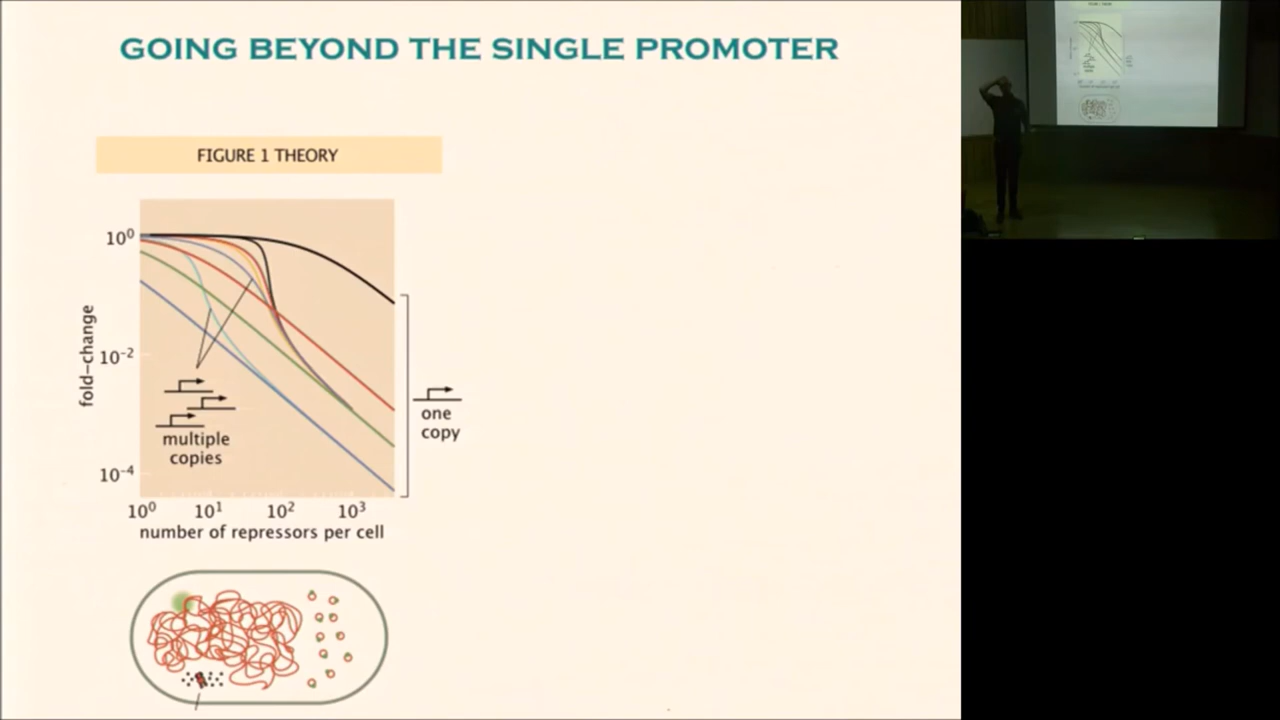 GOING BEYOND THE SINGLE PROMOTER
FIGURE 1 THEORY
10⁰
10⁻²
10⁻⁴
fold-change
multiple
copies
one
copy
10⁰ 10¹ 10² 10³
number of repressors per cell